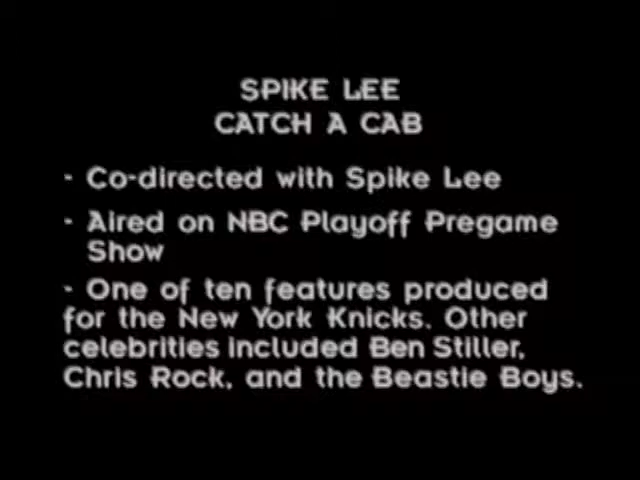 SPIKE LEE
CATCH A CAB
- Co-directed with Spike Lee
- Aired on NBC Playoff Pregame
Show
- One of ten features produced
for the New York Knicks. Other
celebrities included Ben Stiller,
Chris Rock, and the Beastie Boys.